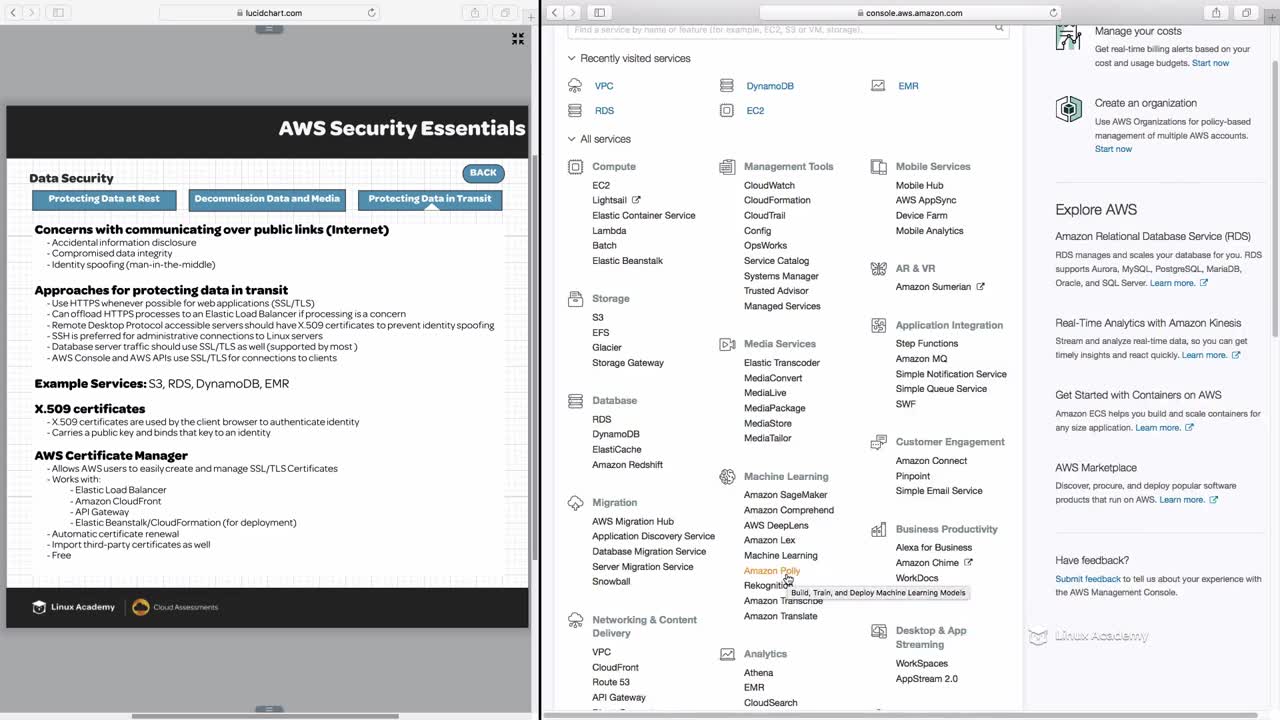 lucidchart.com
AWS Security Essentials
Data Security
BACK
Protecting Data at Rest
Decommission Data and Media
Protecting Data in Transit
Concerns with communicating over public links (Internet)
- Accidental information disclosure
- Compromised data integrity
- Identity spoofing (man-in-the-middle)
Approaches for protecting data in transit
- Use HTTPS whenever possible for web applications (SSL/TLS)
- Can offload HTTPS processes to an Elastic Load Balancer if processing is a concern
- Remote Desktop Protocol accessible servers should have X.509 certificates to prevent identity spoofing
- SSH is preferred for administrative connections to Linux servers
- Database server traffic should use SSL/TLS as well (supported by most )
- AWS Console and AWS APIs use SSL/TLS for connections to clients
Example Services: S3, RDS, DynamoDB, EMR
X.509 certificates
- X.509 certificates are used by the client browser to authenticate identity
- Carries a public key and binds that key to an identity
AWS Certificate Manager
- Allows AWS users to easily create and manage SSL/TLS Certificates
- Works with:
- Elastic Load Balancer
- Amazon CloudFront
- API Gateway
- Elastic Beanstalk/CloudFormation (for deployment)
- Automatic certificate renewal
- Import third-party certificates as well
- Free
Linux Academy
Cloud Assessments
console.aws.amazon.com
Find a service by name or feature (for example, EC2, S3 or VM, storage).
Recently visited services
VPC
DynamoDB
EMR
RDS
EC2
All services
Compute
EC2
Lightsail
Elastic Container Service
Lambda
Batch
Elastic Beanstalk
Storage
S3
EFS
Glacier
Storage Gateway
Database
RDS
DynamoDB
ElastiCache
Amazon Redshift
Migration
AWS Migration Hub
Application Discovery Service
Database Migration Service
Server Migration Service
Snowball
Networking & Content
Delivery
VPC
CloudFront
Route 53
API Gateway
Management Tools
CloudWatch
CloudFormation
CloudTrail
Config
OpsWorks
Service Catalog
Systems Manager
Trusted Advisor
Managed Services
Media Services
Elastic Transcoder
MediaConvert
MediaLive
MediaPackage
MediaStore
MediaTailor
Machine Learning
Amazon SageMaker
Amazon Comprehend
AWS DeepLens
Amazon Lex
Machine Learning
Amazon Polly
Rekognition
Build, Train, and Deploy Machine Learning Models
Amazon Transcribe
Amazon Translate
Analytics
Athena
EMR
CloudSearch
Mobile Services
Mobile Hub
AWS AppSync
Device Farm
Mobile Analytics
AR & VR
Amazon Sumerian
Application Integration
Step Functions
Amazon MQ
Simple Notification Service
Simple Queue Service
SWF
Customer Engagement
Amazon Connect
Pinpoint
Simple Email Service
Business Productivity
Alexa for Business
Amazon Chime
WorkDocs
Desktop & App
Streaming
WorkSpaces
AppStream 2.0
Manage your costs
Get real-time billing alerts based on your
cost and usage budgets. Start now
Create an organization
Use AWS Organizations for policy-based
management of multiple AWS accounts.
Start now
Explore AWS
Amazon Relational Database Service (RDS)
RDS manages and scales your database for you. RDS
supports Aurora, MySQL, PostgreSQL, MariaDB,
Oracle, and SQL Server. Learn more.
Real-Time Analytics with Amazon Kinesis
Stream and analyze real-time data, so you can get
timely insights and react quickly. Learn more.
Get Started with Containers on AWS
Amazon ECS helps you build and scale containers for
any size application. Learn more.
AWS Marketplace
Discover, procure, and deploy popular software
products that run on AWS. Learn more.
Have feedback?
Submit feedback to tell us about your experience with
the AWS Management Console.
Linux Academy